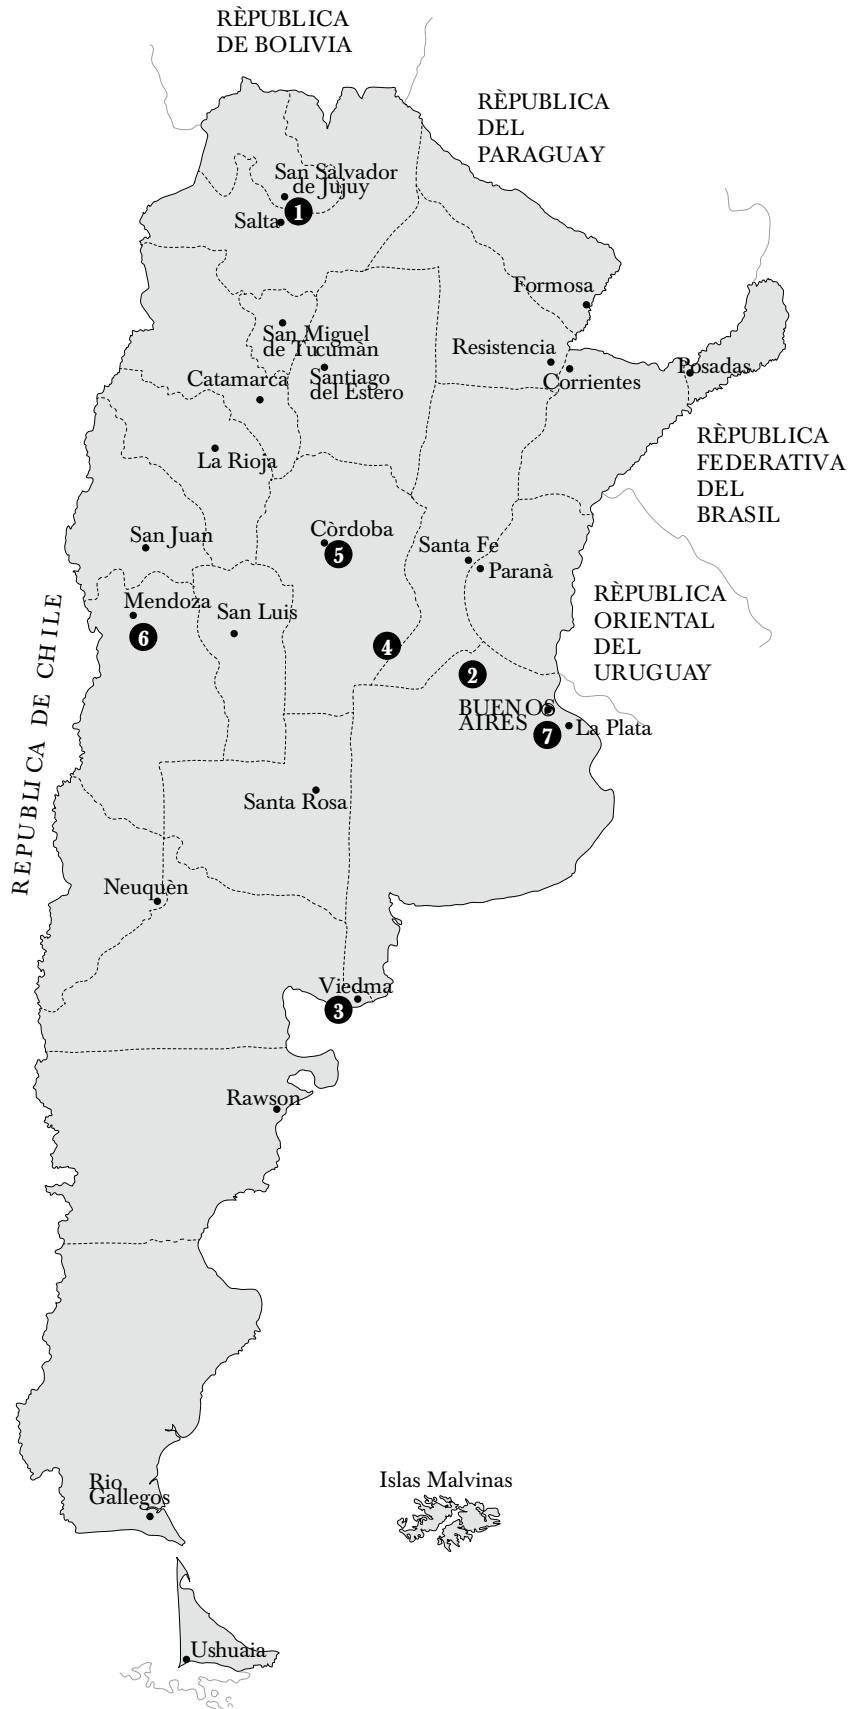 RÈPUBLICA
DE BOLIVIA
RÈPUBLICA
DEL
PARAGUAY
San Salvador
de Jujuy
1
Salta
Formosa
San Miguel
de Tucumàn
Resistencia
Posadas
Catamarca
Santiago
del Estero
Corrientes
La Rioja
RÈPUBLICA
FEDERATIVA
DEL
BRASIL
San Juan
Còrdoba
5
Santa Fe
Paranà
Mendoza
6
San Luis
RÈPUBLICA
ORIENTAL
DEL
URUGUAY
REPUBLICA DE CHILE
4
2
BUENOS
AIRES
7
La Plata
Santa Rosa
Neuquèn
Viedma
3
Rawson
Rio
Gallegos
Islas Malvinas
Ushuaia